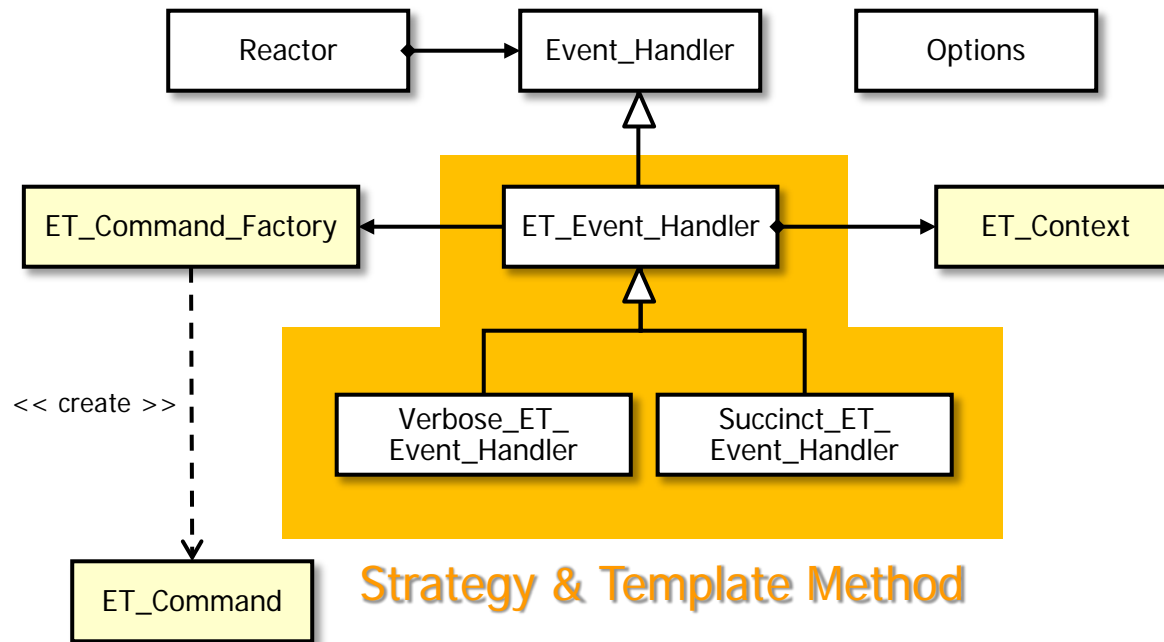 Reactor
Event_Handler
Options
ET_Command_Factory
ET_Event_Handler
ET_Context
<< create >>
Verbose_ET_
Event_Handler
Succinct_ET_
Event_Handler
ET_Command
Strategy & Template Method